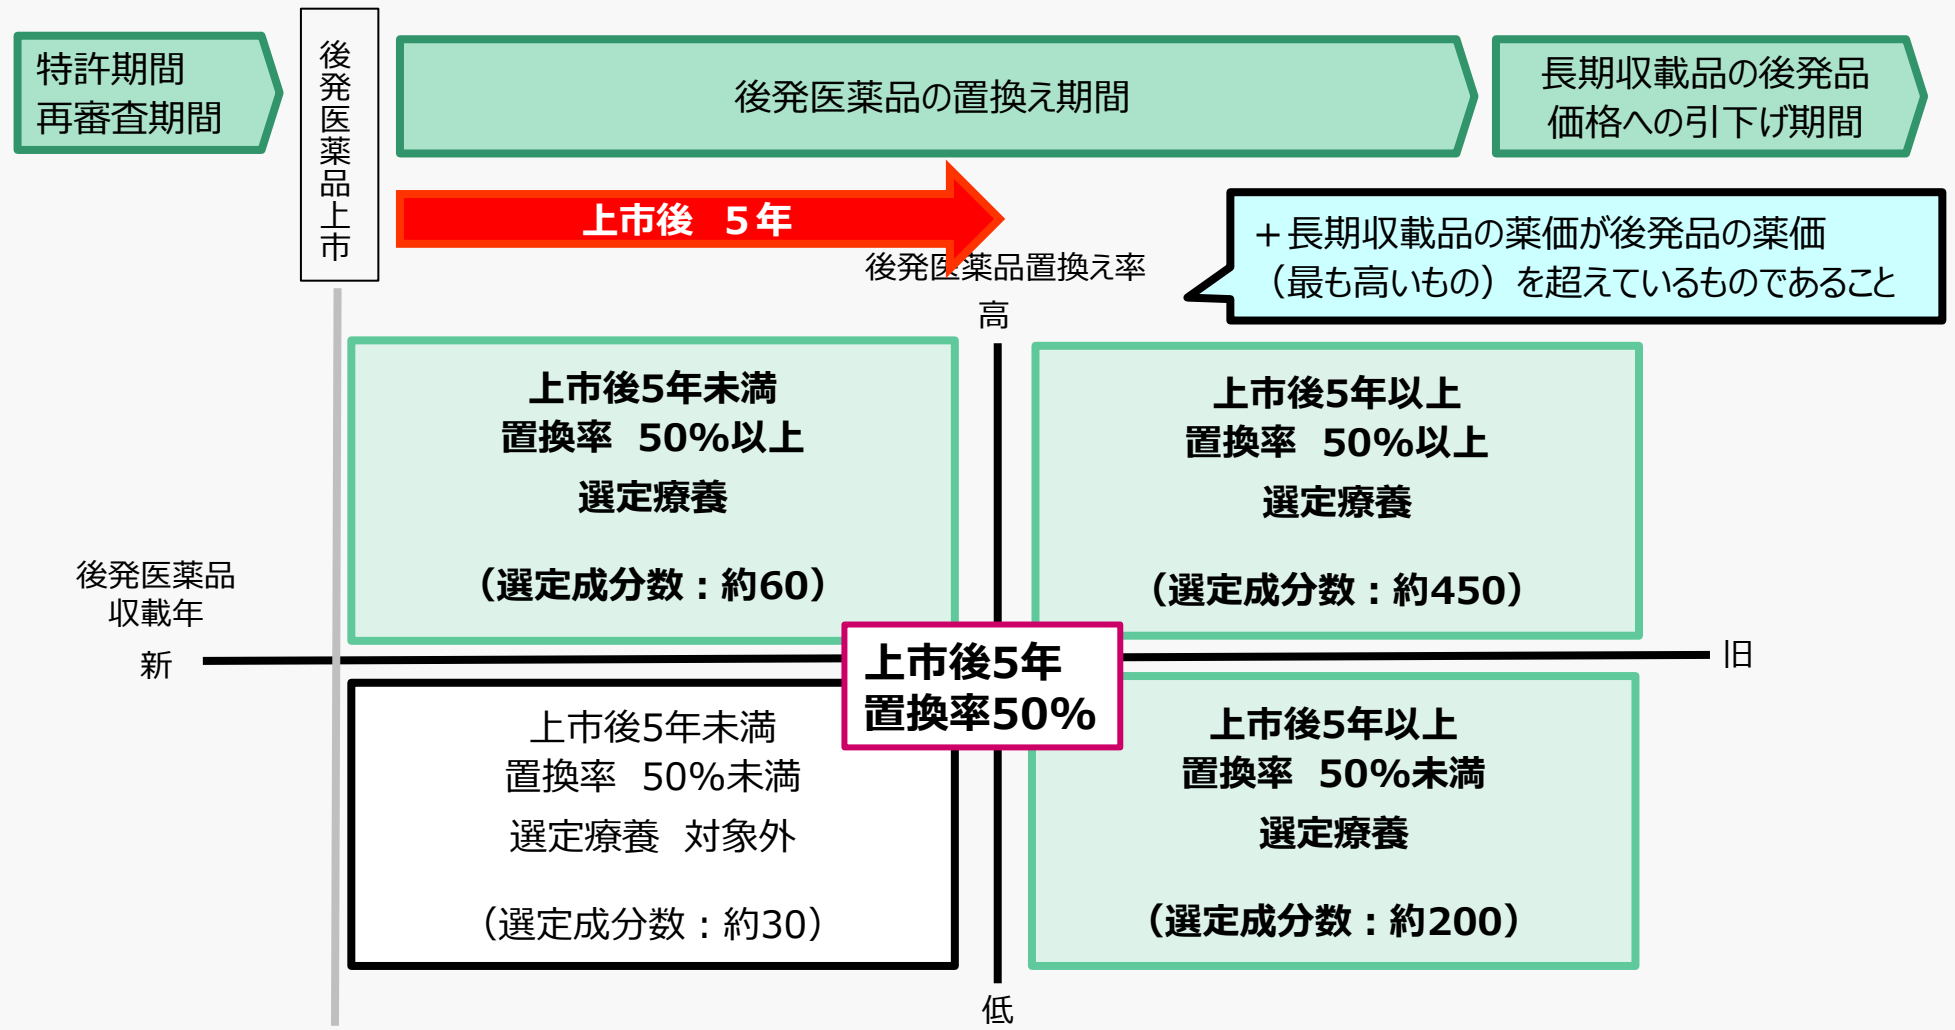 特許期間
再審査期間
後発医薬品上市
後発医薬品の置換え期間
長期収載品の後発品
価格への引下げ期間
上市後　５年
＋長期収載品の薬価が後発品の薬価
（最も高いもの）を超えているものであること
後発医薬品置換え率
高
上市後5年未満
置換率　50%以上
選定療養
（選定成分数：約60）
上市後5年以上
置換率　50%以上
選定療養
（選定成分数：約450）
後発医薬品
収載年
新
上市後5年
置換率50%
旧
上市後5年未満
置換率　50%未満
選定療養　対象外
（選定成分数：約30）
上市後5年以上
置換率　50%未満
選定療養
（選定成分数：約200）
低